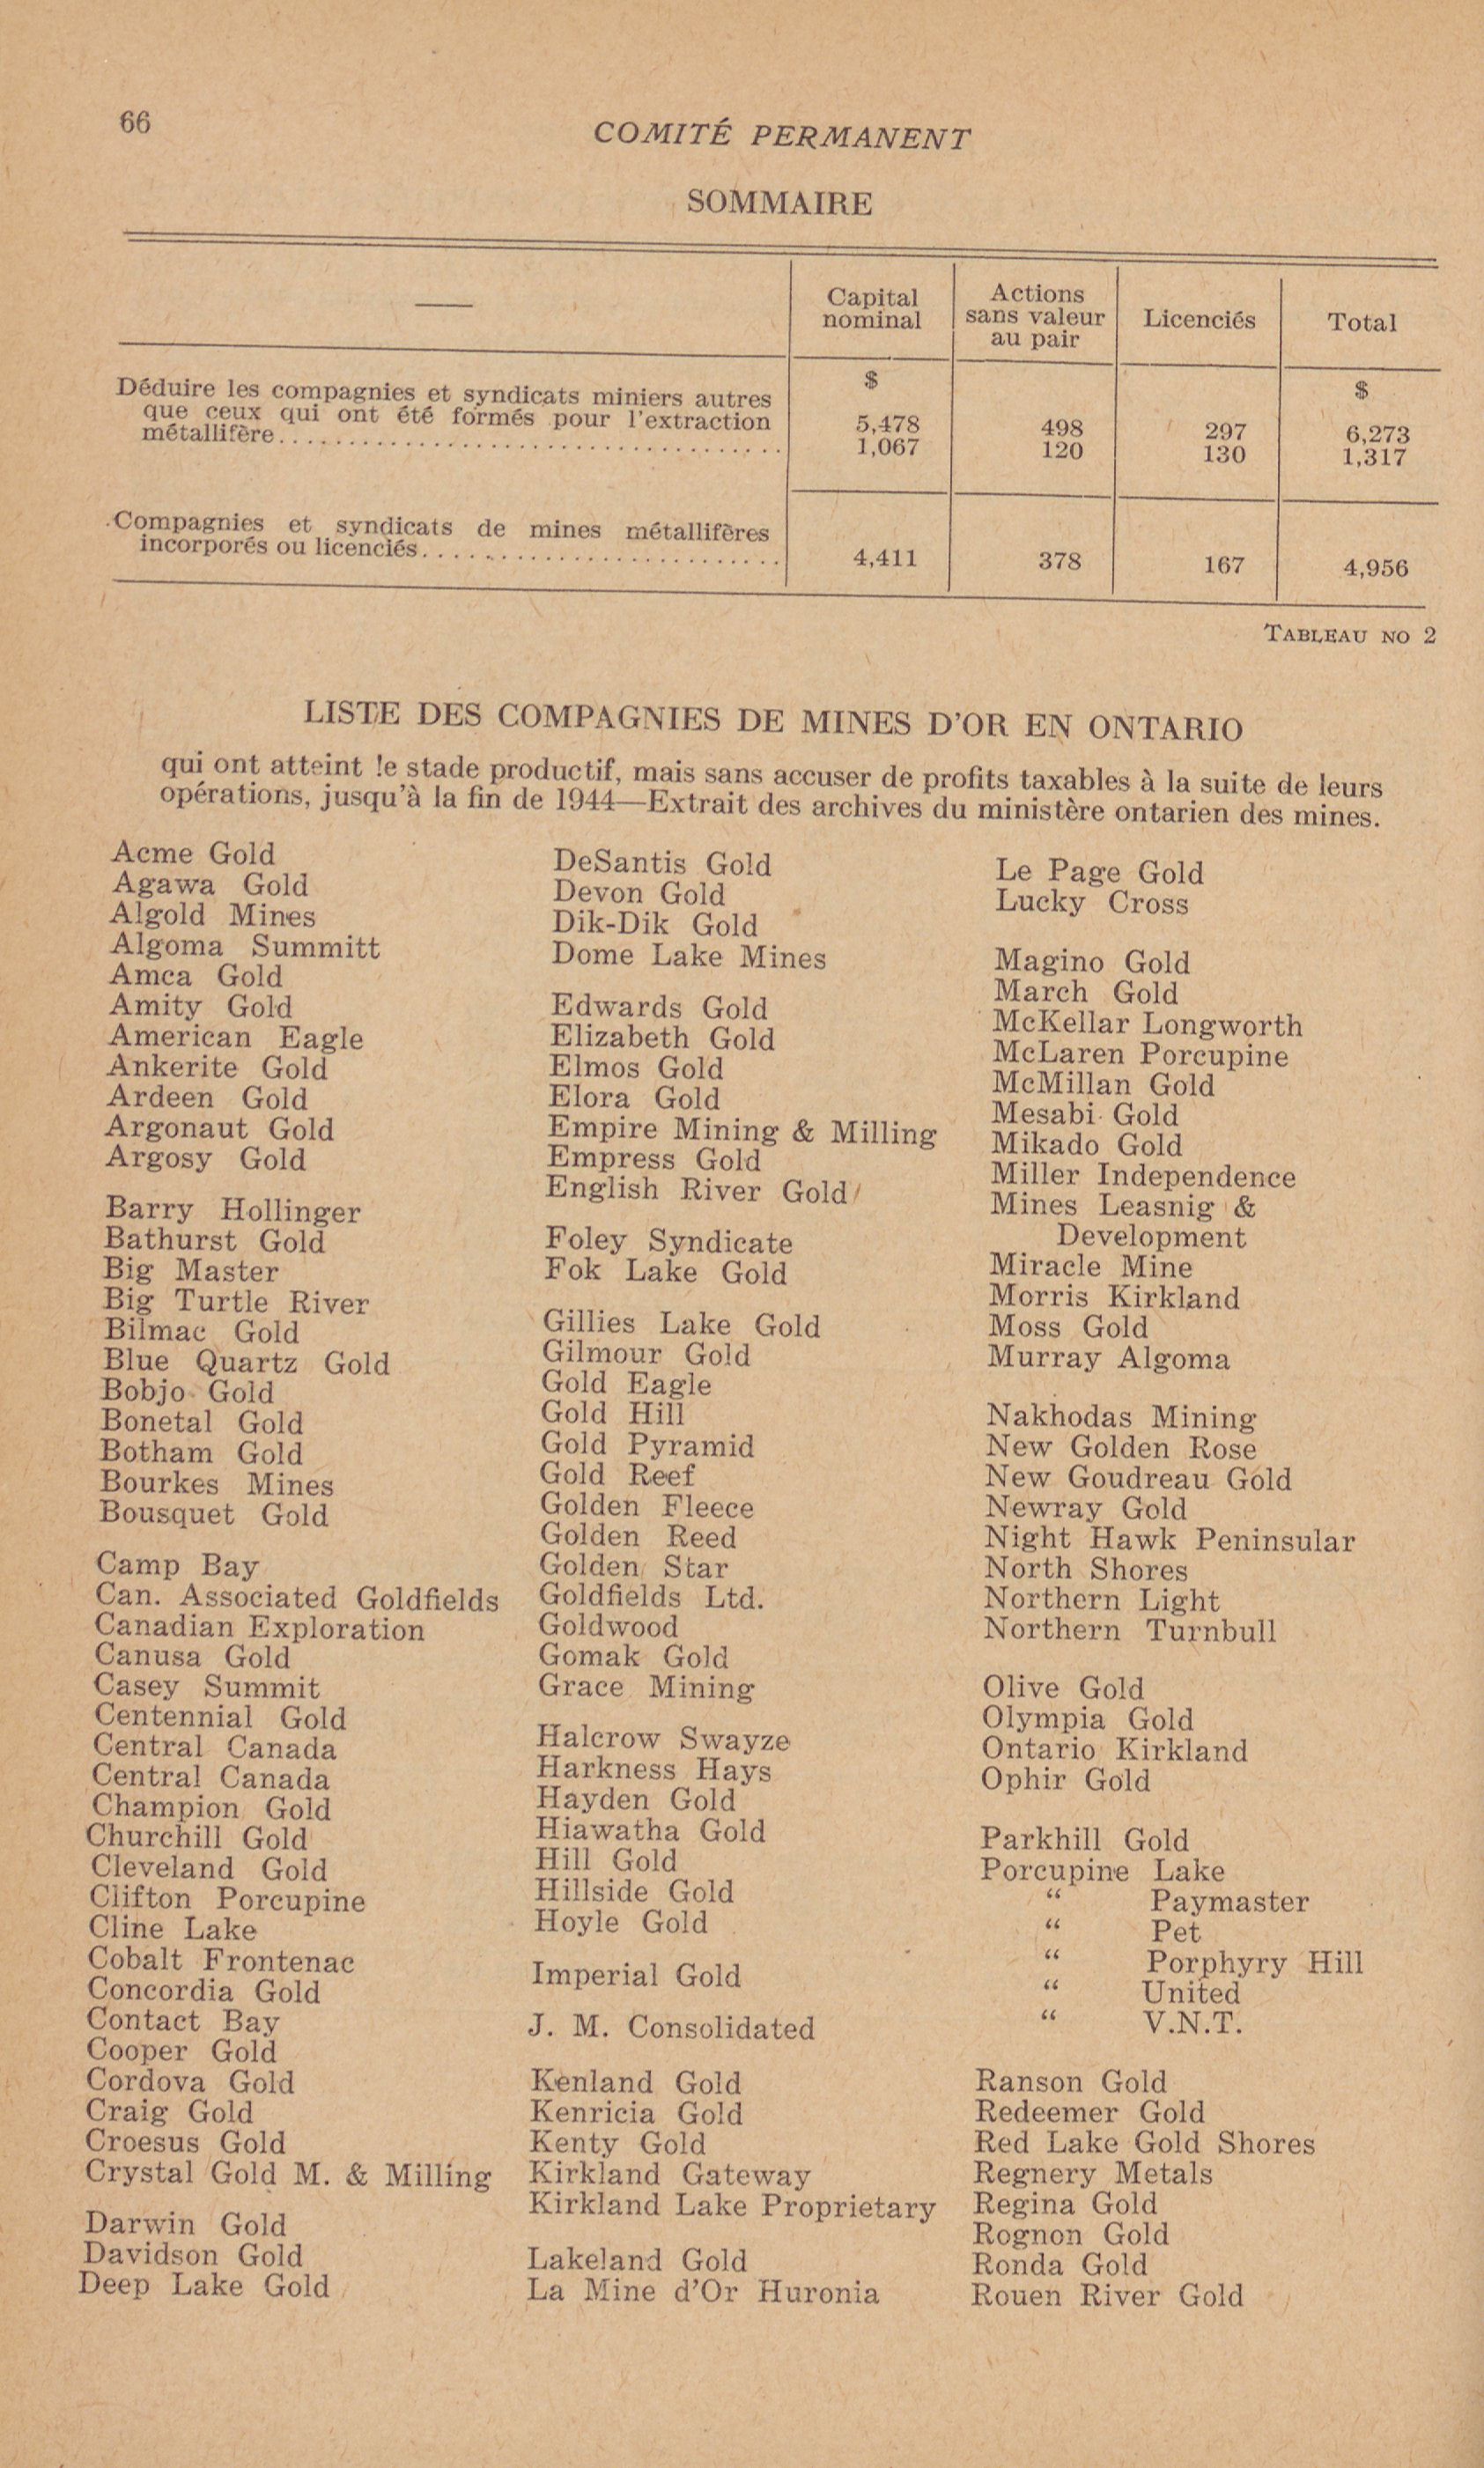 66
COMITÉ PERMANENT
SOMMAIRE
—
Capital
nominal
Actions
sans valeur
au pair
Licenciés
Total
$
$
Déduire les compagnies et syndicats miniers autres
que ceux qui ont été formés pour l'extraction
5,478
498
297
6,273
métallifère
1,067
120
130
1,317
Compagnies et syndicats de mines métallifères
incorporés ou licenciés
4,411
378
167
4,956
TABLEAU NO 2
LISTE DES COMPAGNIES DE MINES D'OR EN ONTARIO
qui ont atteint le stade productif, mais sans accuser de profits taxables à la suite de leurs
opérations, jusqu'à la fin de 1944—Extrait des archives du ministère ontarien des mines.
Acme Gold
Agawa Gold
Algold Mines
Algoma Summitt
Amca Gold
Amity Gold
American Eagle
Ankerite Gold
Ardeen Gold
Argonaut Gold
Argosy Gold
Barry Hollinger
Bathurst Gold
Big Master
Big Turtle River
Bilmac Gold
Blue Quartz Gold
Bobjo Gold
Bonetal Gold
Botham Gold
Bourkes Mines
Bousquet Gold
Camp Bay
Can. Associated Goldfields
Canadian Exploration
Canusa Gold
Casey Summit
Centennial Gold
Central Canada
Central Canada
Champion Gold
Churchill Gold
Cleveland Gold
Clifton Porcupine
Cline Lake
Cobalt Frontenac
Concordia Gold
Contact Bay
Cooper Gold
Cordova Gold
Craig Gold
Croesus Gold
Crystal Gold M. & Milling
Darwin Gold
Davidson Gold
Deep Lake Gold
DeSantis Gold
Devon Gold
Dik-Dik Gold
Dome Lake Mines
Edwards Gold
Elizabeth Gold
Elmos Gold
Elora Gold
Empire Mining & Milling
Empress Gold
English River Gold
Foley Syndicate
Fok Lake Gold
Gillies Lake Gold
Gilmour Gold
Gold Eagle
Gold Hill
Gold Pyramid
Gold Reef
Golden Fleece
Golden Reed
Golden Star
Goldfields Ltd.
Goldwood
Gomak Gold
Grace Mining
Halcrow Swayze
Harkness Hays
Hayden Gold
Hiawatha Gold
Hill Gold
Hillside Gold
Hoyle Gold
Imperial Gold
J. M. Consolidated
Kenland Gold
Kenricia Gold
Kenty Gold
Kirkland Gateway
Kirkland Lake Proprietary
Lakeland Gold
La Mine d'Or Huronia
Le Page Gold
Lucky Cross
Magino Gold
March Gold
McKellar Longworth
McLaren Porcupine
McMillan Gold
Mesabi Gold
Mikado Gold
Miller Independence
Mines Leasnig &
Development
Miracle Mine
Morris Kirkland
Moss Gold
Murray Algoma
Nakhodas Mining
New Golden Rose
New Goudreau Gold
Newray Gold
Night Hawk Peninsular
North Shores
Northern Light
Northern Turnbull
Olive Gold
Olympia Gold
Ontario Kirkland
Ophir Gold
Parkhill Gold
Porcupine Lake
“ Paymaster
“ Pet
“ Porphyry Hill
“ United
“ V.N.T.
Ranson Gold
Redeemer Gold
Red Lake Gold Shores
Regnery Metals
Regina Gold
Rognon Gold
Ronda Gold
Rouen River Gold